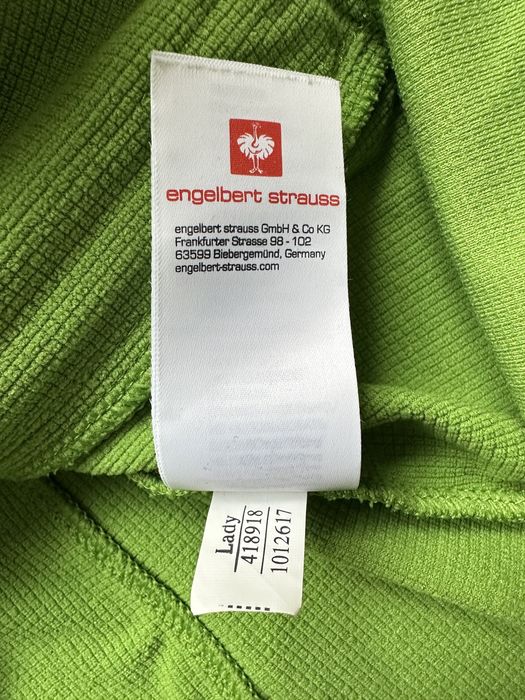 engelbert strauss
engelbert strauss GmbH & Co KG
Frankfurter Strasse 98 - 102
63599 Biebergemünd, Germany
engelbert-strauss.com
Lady
418918
1012617